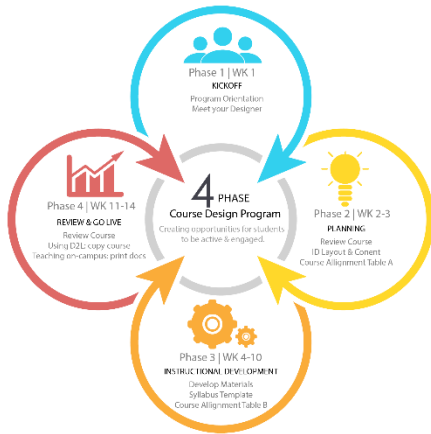 Phase 1 | WK 1
KICKOFF
Program Orientation
Meet your Designer
4 PHASE
Course Design Program
Creating opportunities for students
to be active & engaged.
Phase 2 | WK 2-3
PLANNING
Review Course
ID Layout & Conent
Course Allignment Table A
Phase 3 | WK 4-10
INSTRUCTIONAL DEVELOPMENT
Develop Materials
Syllabus Template
Course Allignment Table B
Phase 4 | WK 11-14
REVIEW & GO LIVE
Review Course
Using D2L: copy course
Teaching on-campus: print docs